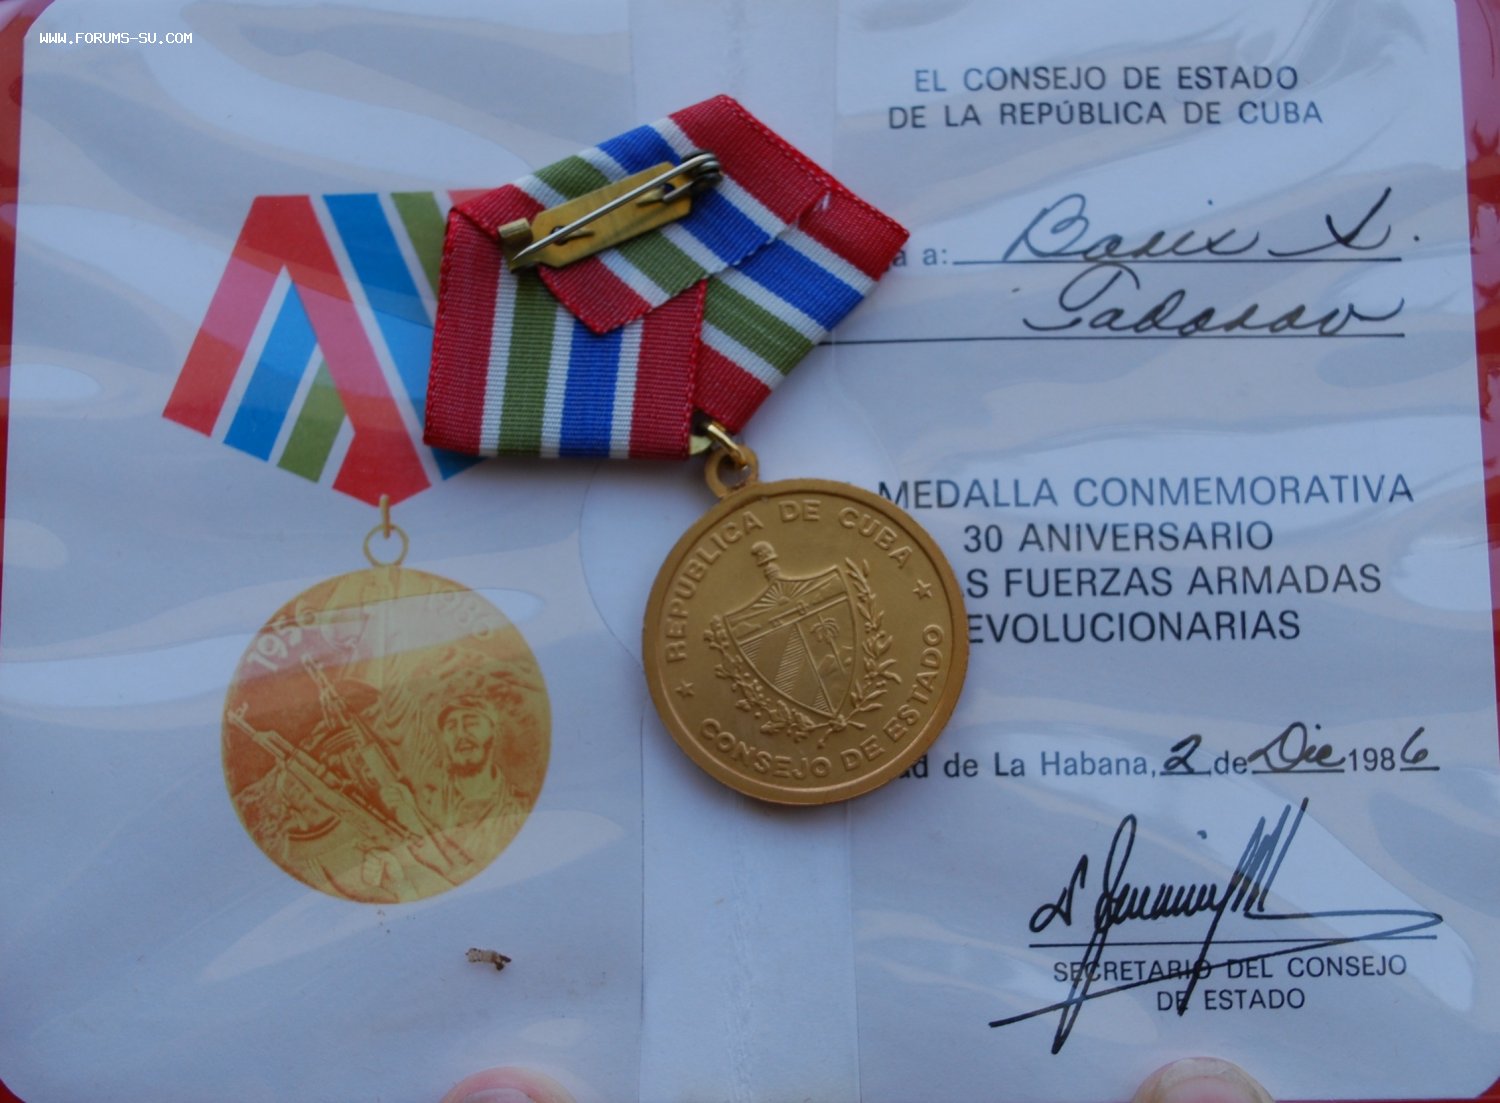 WWW.FORUMS-SU.COM
EL CONSEJO DE ESTADO
DE LA REPÚBLICA DE CUBA
a:
MEDALLA CONMEMORATIVA
30 ANIVERSARIO
FUERZAS ARMADAS
EVOLUCIONARIAS
de La Habana, 2 de Dic 1986
SECRETARIO DEL CONSEJO
DE ESTADO
REPUBLICA DE CUBA
CONSEJO DE ESTADO
1956 1986